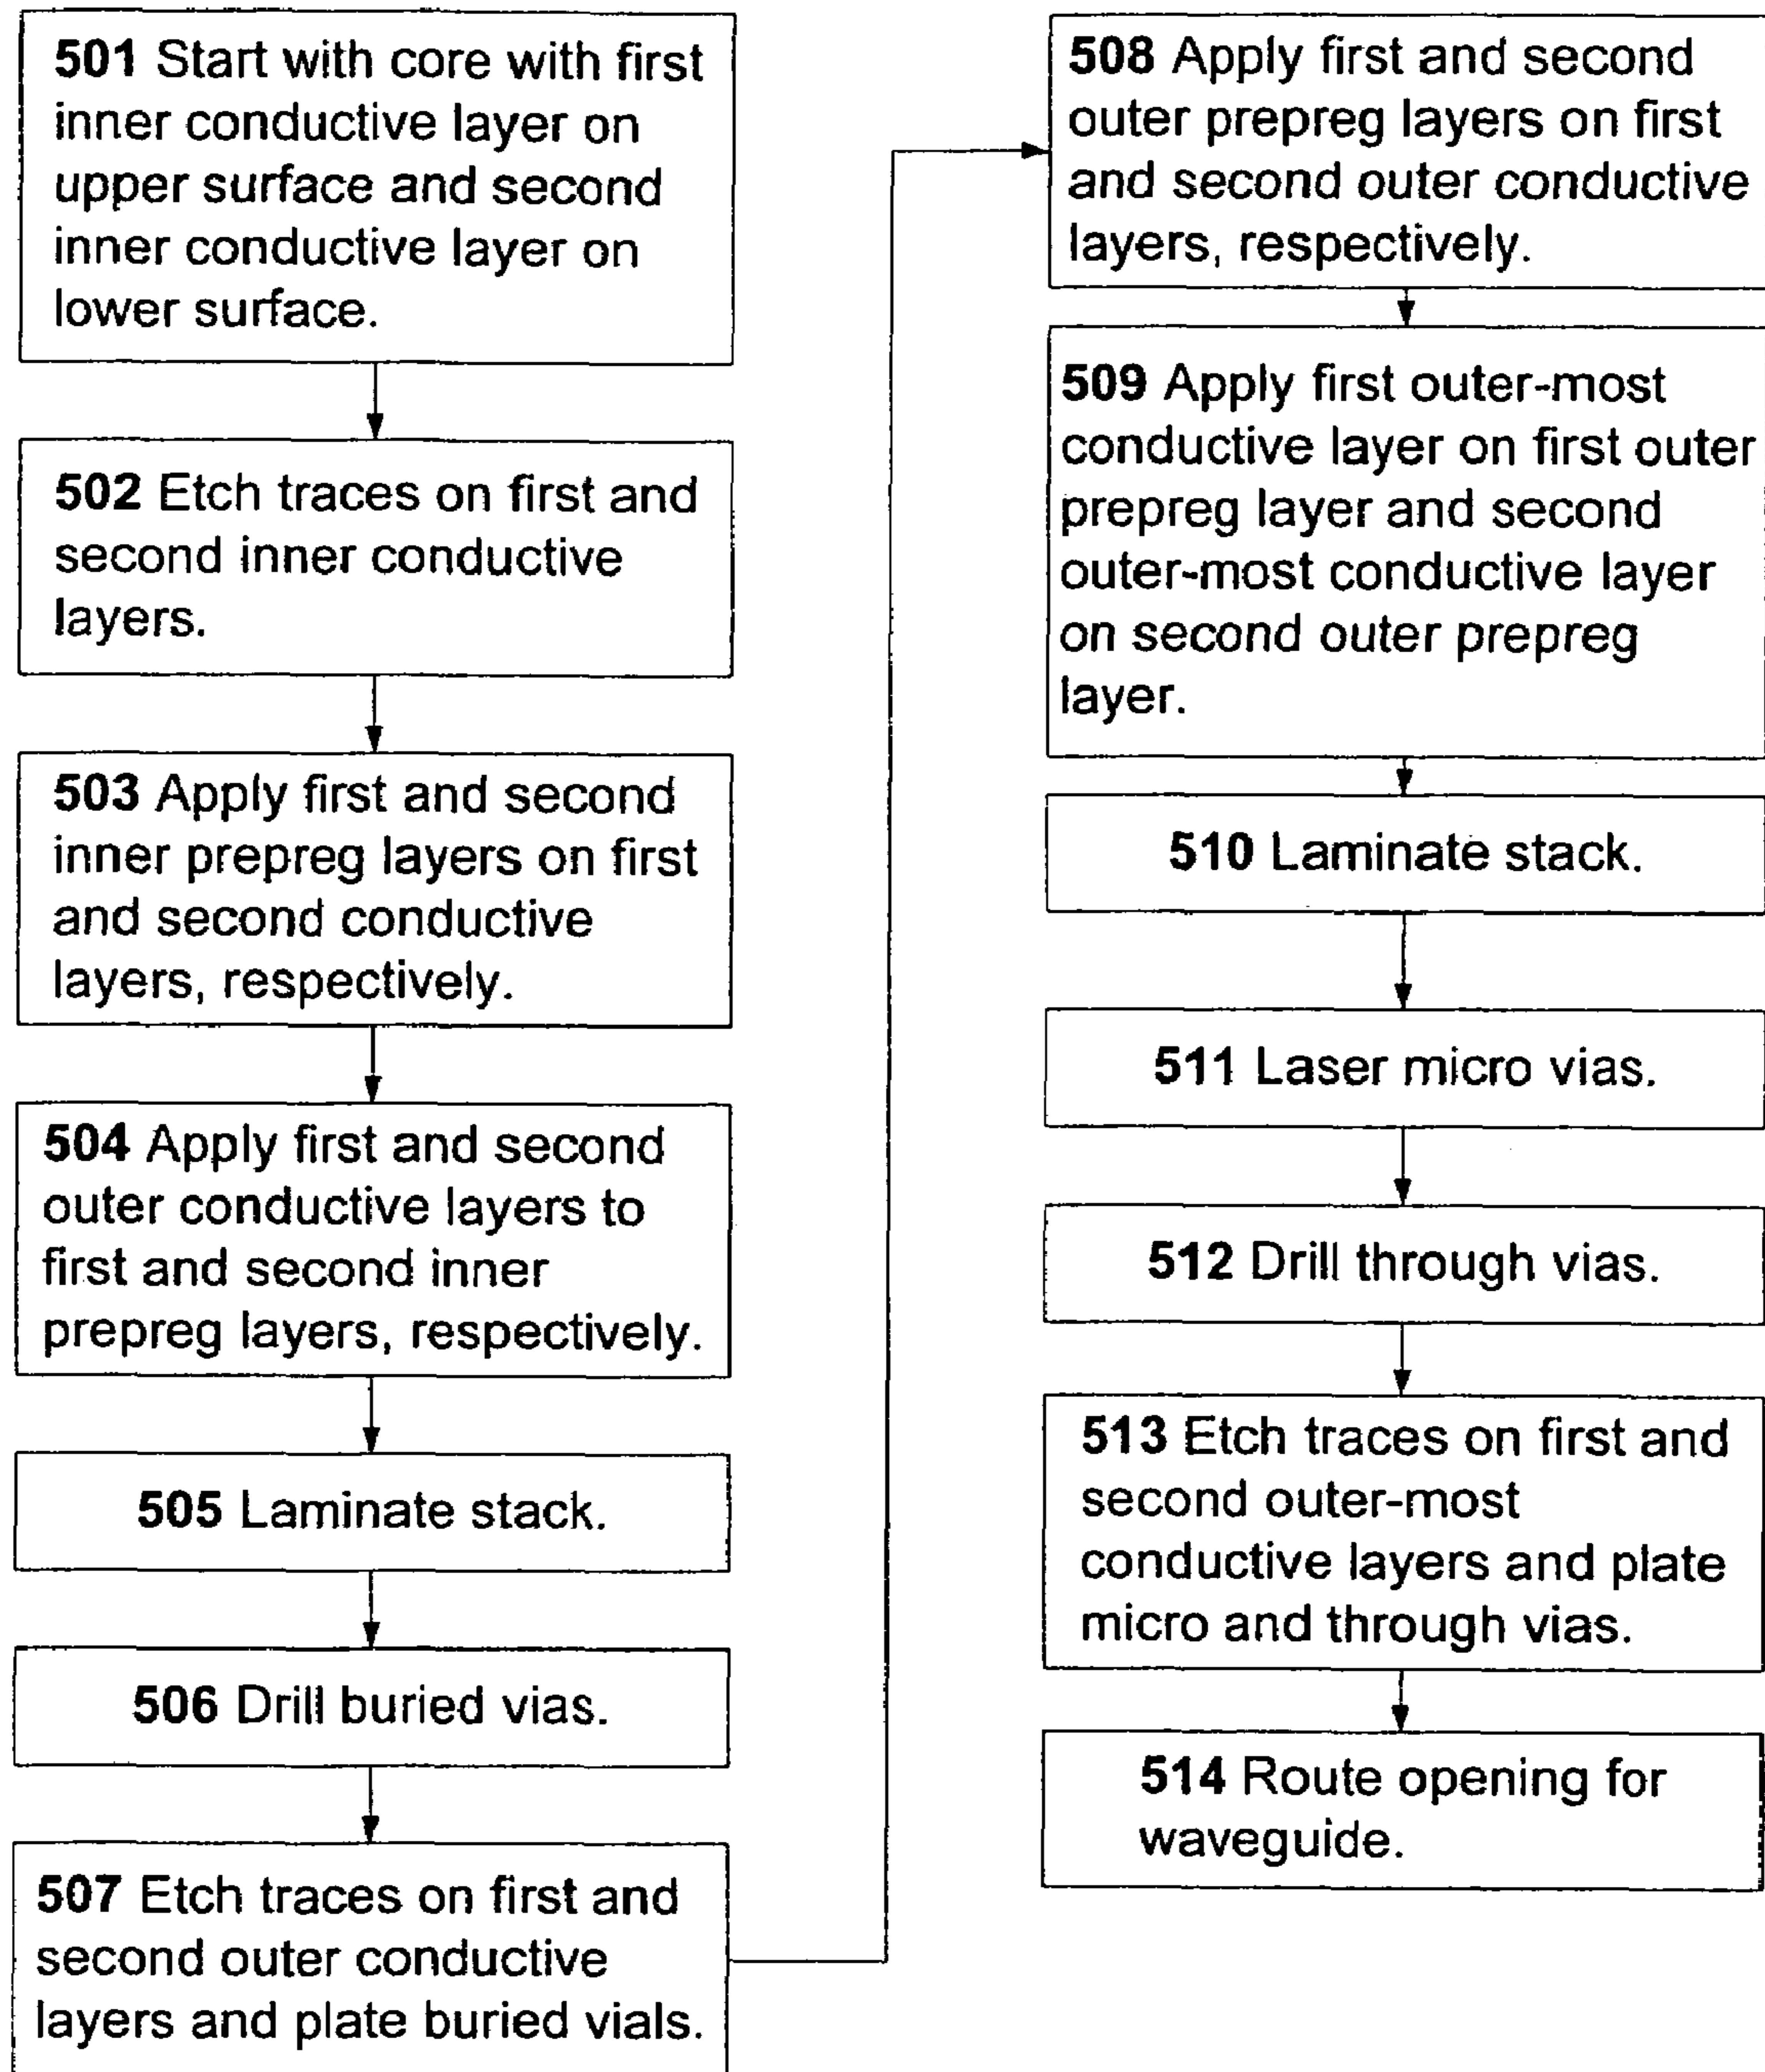 501 Start with core with first
inner conductive layer on
upper surface and second
inner conductive layer on
lower surface.
502 Etch traces on first and
second inner conductive
layers.
503 Apply first and second
inner prepreg layers on first
and second conductive
layers, respectively.
504 Apply first and second
outer conductive layers to
first and second inner
prepreg layers, respectively.
505 Laminate stack.
506 Drill buried vias.
507 Etch traces on first and
second outer conductive
layers and plate buried vials.
508 Apply first and second
outer prepreg layers on first
and second outer conductive
layers, respectively.
509 Apply first outer-most
conductive layer on first outer
prepreg layer and second
outer-most conductive layer
on second outer prepreg
layer.
510 Laminate stack.
511 Laser micro vias.
512 Drill through vias.
513 Etch traces on first and
second outer-most
conductive layers and plate
micro and through vias.
514 Route opening for
waveguide.